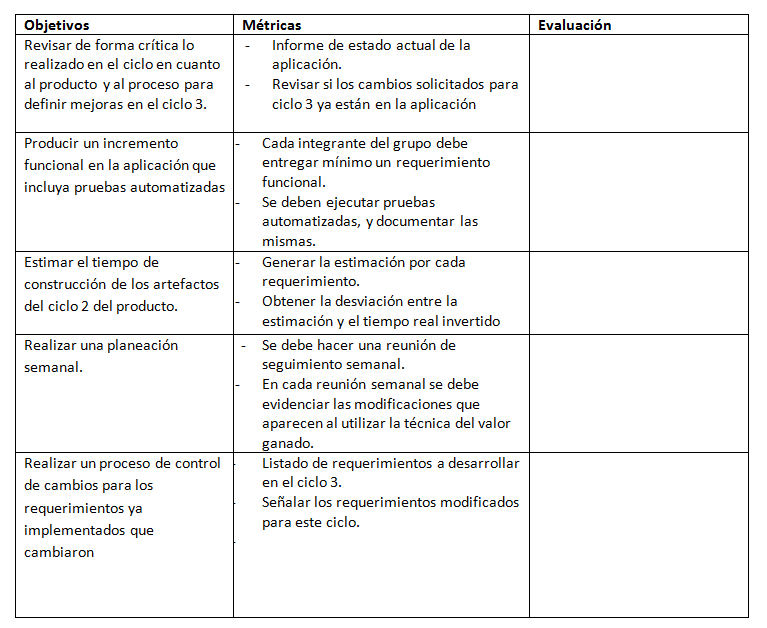 Objetivos Métricas Evaluación
Revisar de forma crítica lo
realizado en el ciclo en cuanto
al producto y al proceso para
definir mejoras en el ciclo 3.
- Informe de estado actual de la
aplicación.
- Revisar si los cambios solicitados para
ciclo 3 ya están en la aplicación
Producir un incremento
funcional en la aplicación que
incluya pruebas automatizadas
- Cada integrante del grupo debe
entregar mínimo un requerimiento
funcional.
- Se deben ejecutar pruebas
automatizadas, y documentar las
mismas.
Estimar el tiempo de
construcción de los artefactos
del ciclo 2 del producto.
- Generar la estimación por cada
requerimiento.
- Obtener la desviación entre la
estimación y el tiempo real invertido
Realizar una planeación
semanal.
- Se debe hacer una reunión de
seguimiento semanal.
- En cada reunión semanal se debe
evidenciar las modificaciones que
aparecen al utilizar la técnica del valor
ganado.
Realizar un proceso de control
de cambios para los
requerimientos ya
implementados que
cambiaron
- Listado de requerimientos a desarrollar
en el ciclo 3.
- Señalar los requerimientos modificados
para este ciclo.
-